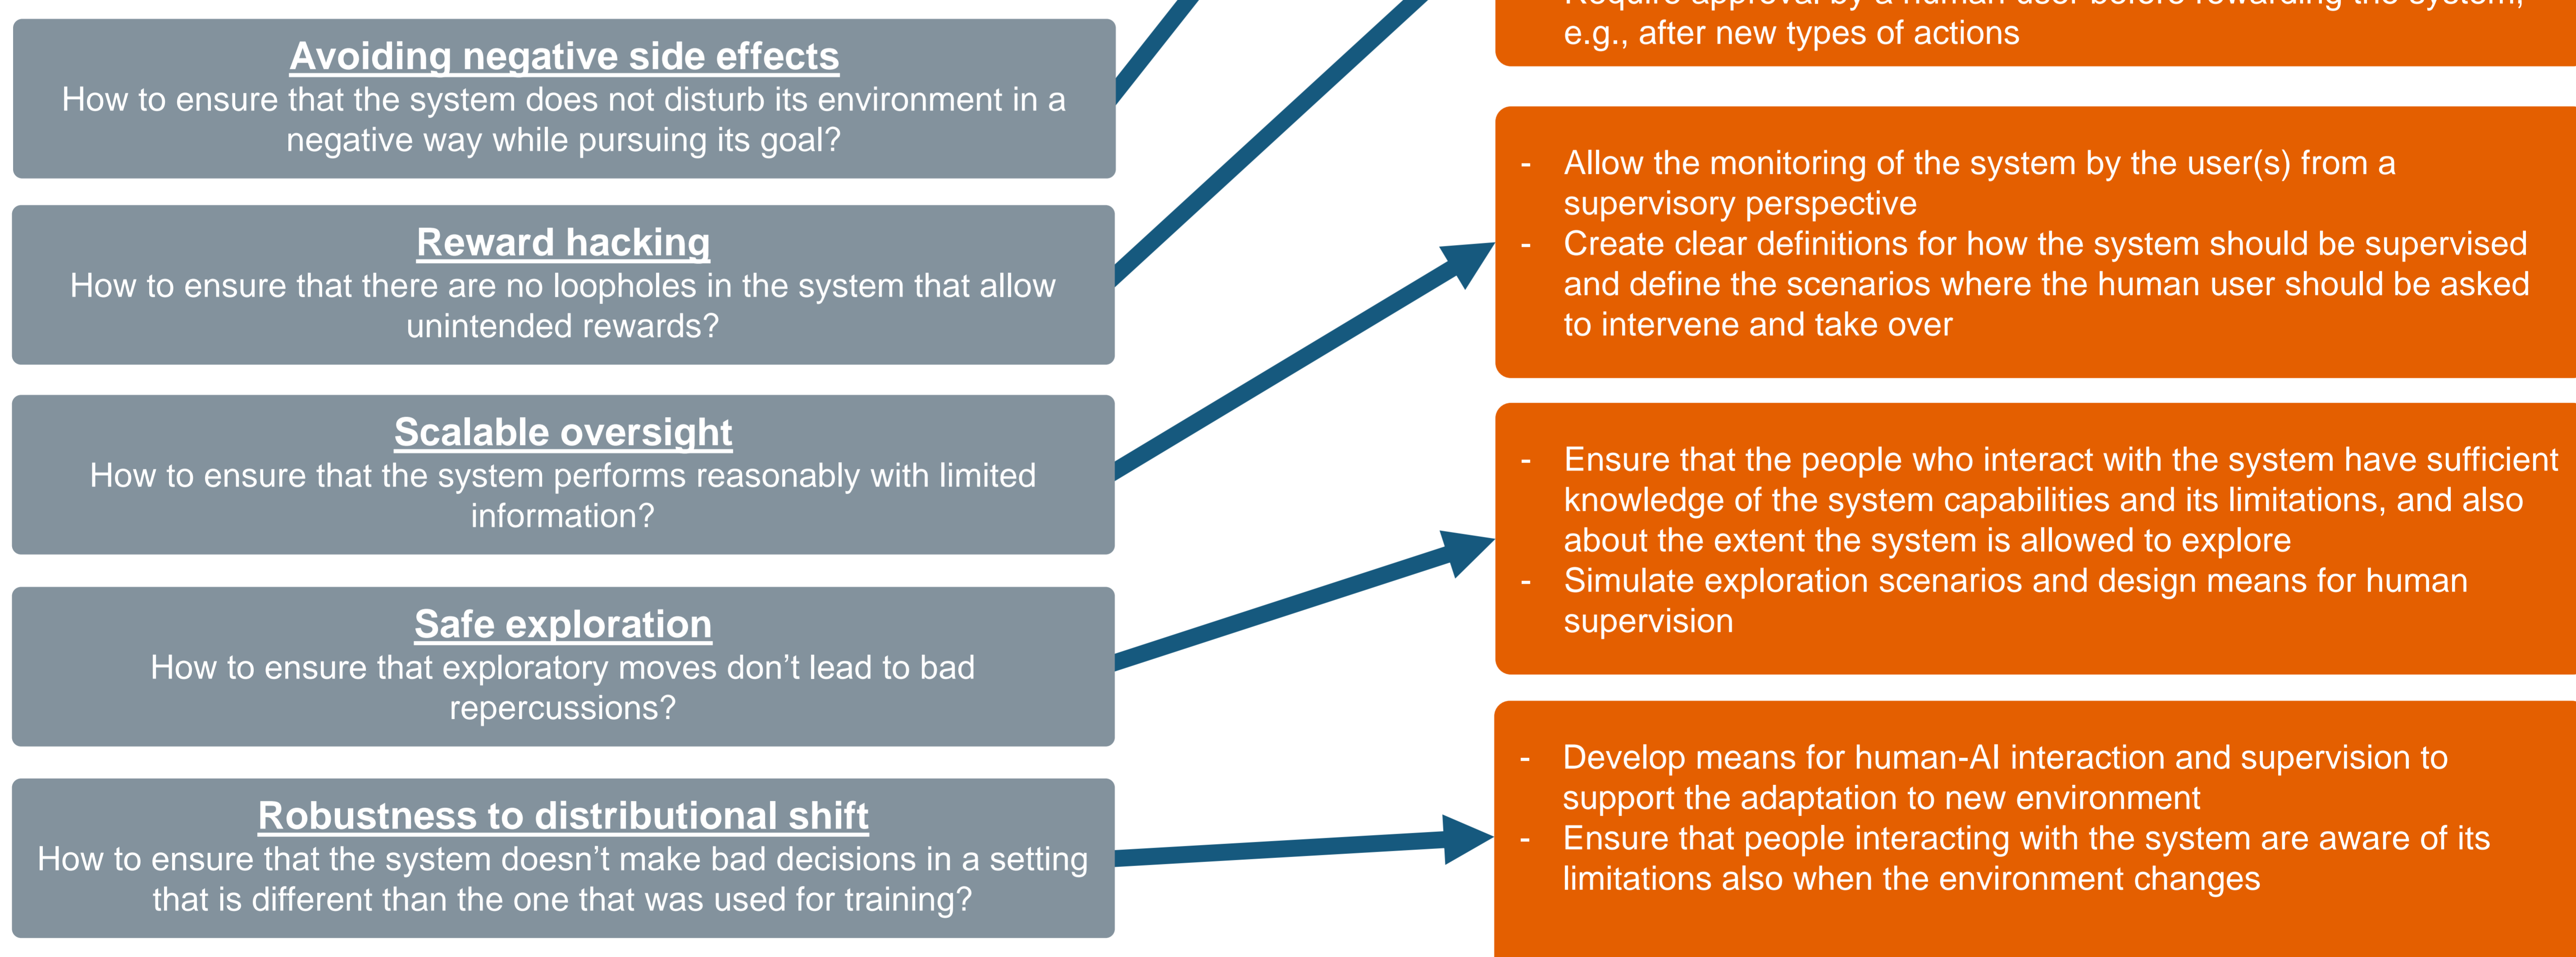 Avoiding negative side effects
How to ensure that the system does not disturb its environment in a
negative way while pursuing its goal?
Reward hacking
How to ensure that there are no loopholes in the system that allow
unintended rewards?
Scalable oversight
How to ensure that the system performs reasonably with limited
information?
Safe exploration
How to ensure that exploratory moves don’t lead to bad
repercussions?
Robustness to distributional shift
How to ensure that the system doesn’t make bad decisions in a setting
that is different than the one that was used for training?
Require approval by a human user before rewarding the system,
e.g., after new types of actions
- Allow the monitoring of the system by the user(s) from a
supervisory perspective
- Create clear definitions for how the system should be supervised
and define the scenarios where the human user should be asked
to intervene and take over
- Ensure that the people who interact with the system have sufficient
knowledge of the system capabilities and its limitations, and also
about the extent the system is allowed to explore
- Simulate exploration scenarios and design means for human
supervision
- Develop means for human-AI interaction and supervision to
support the adaptation to new environment
- Ensure that people interacting with the system are aware of its
limitations also when the environment changes